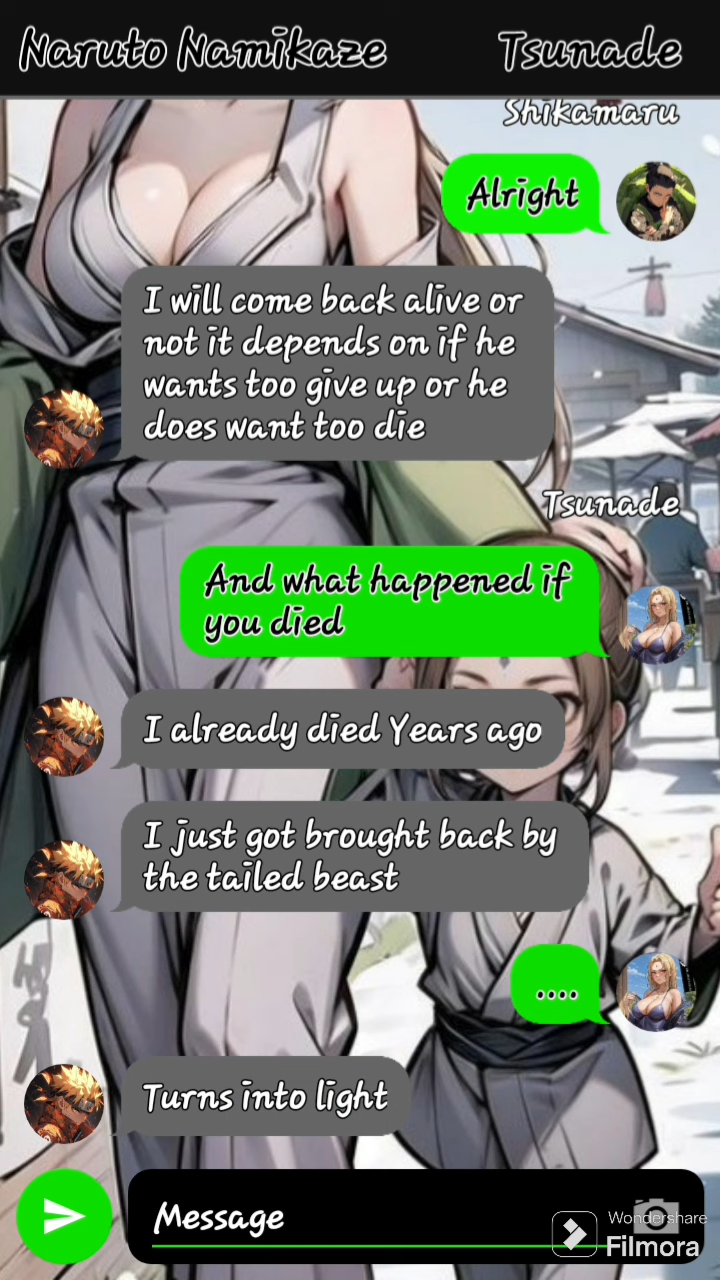 Naruto Namikaze Tsunade
Shikamaru
Alright
I will come back alive or
not it depends on if he
wants too give up or he
does want too die
Tsunade
And what happened if
you died
I already died Years ago
I just got brought back by
the tailed beast
....
Turns into light
Message
Wondershare
Filmora